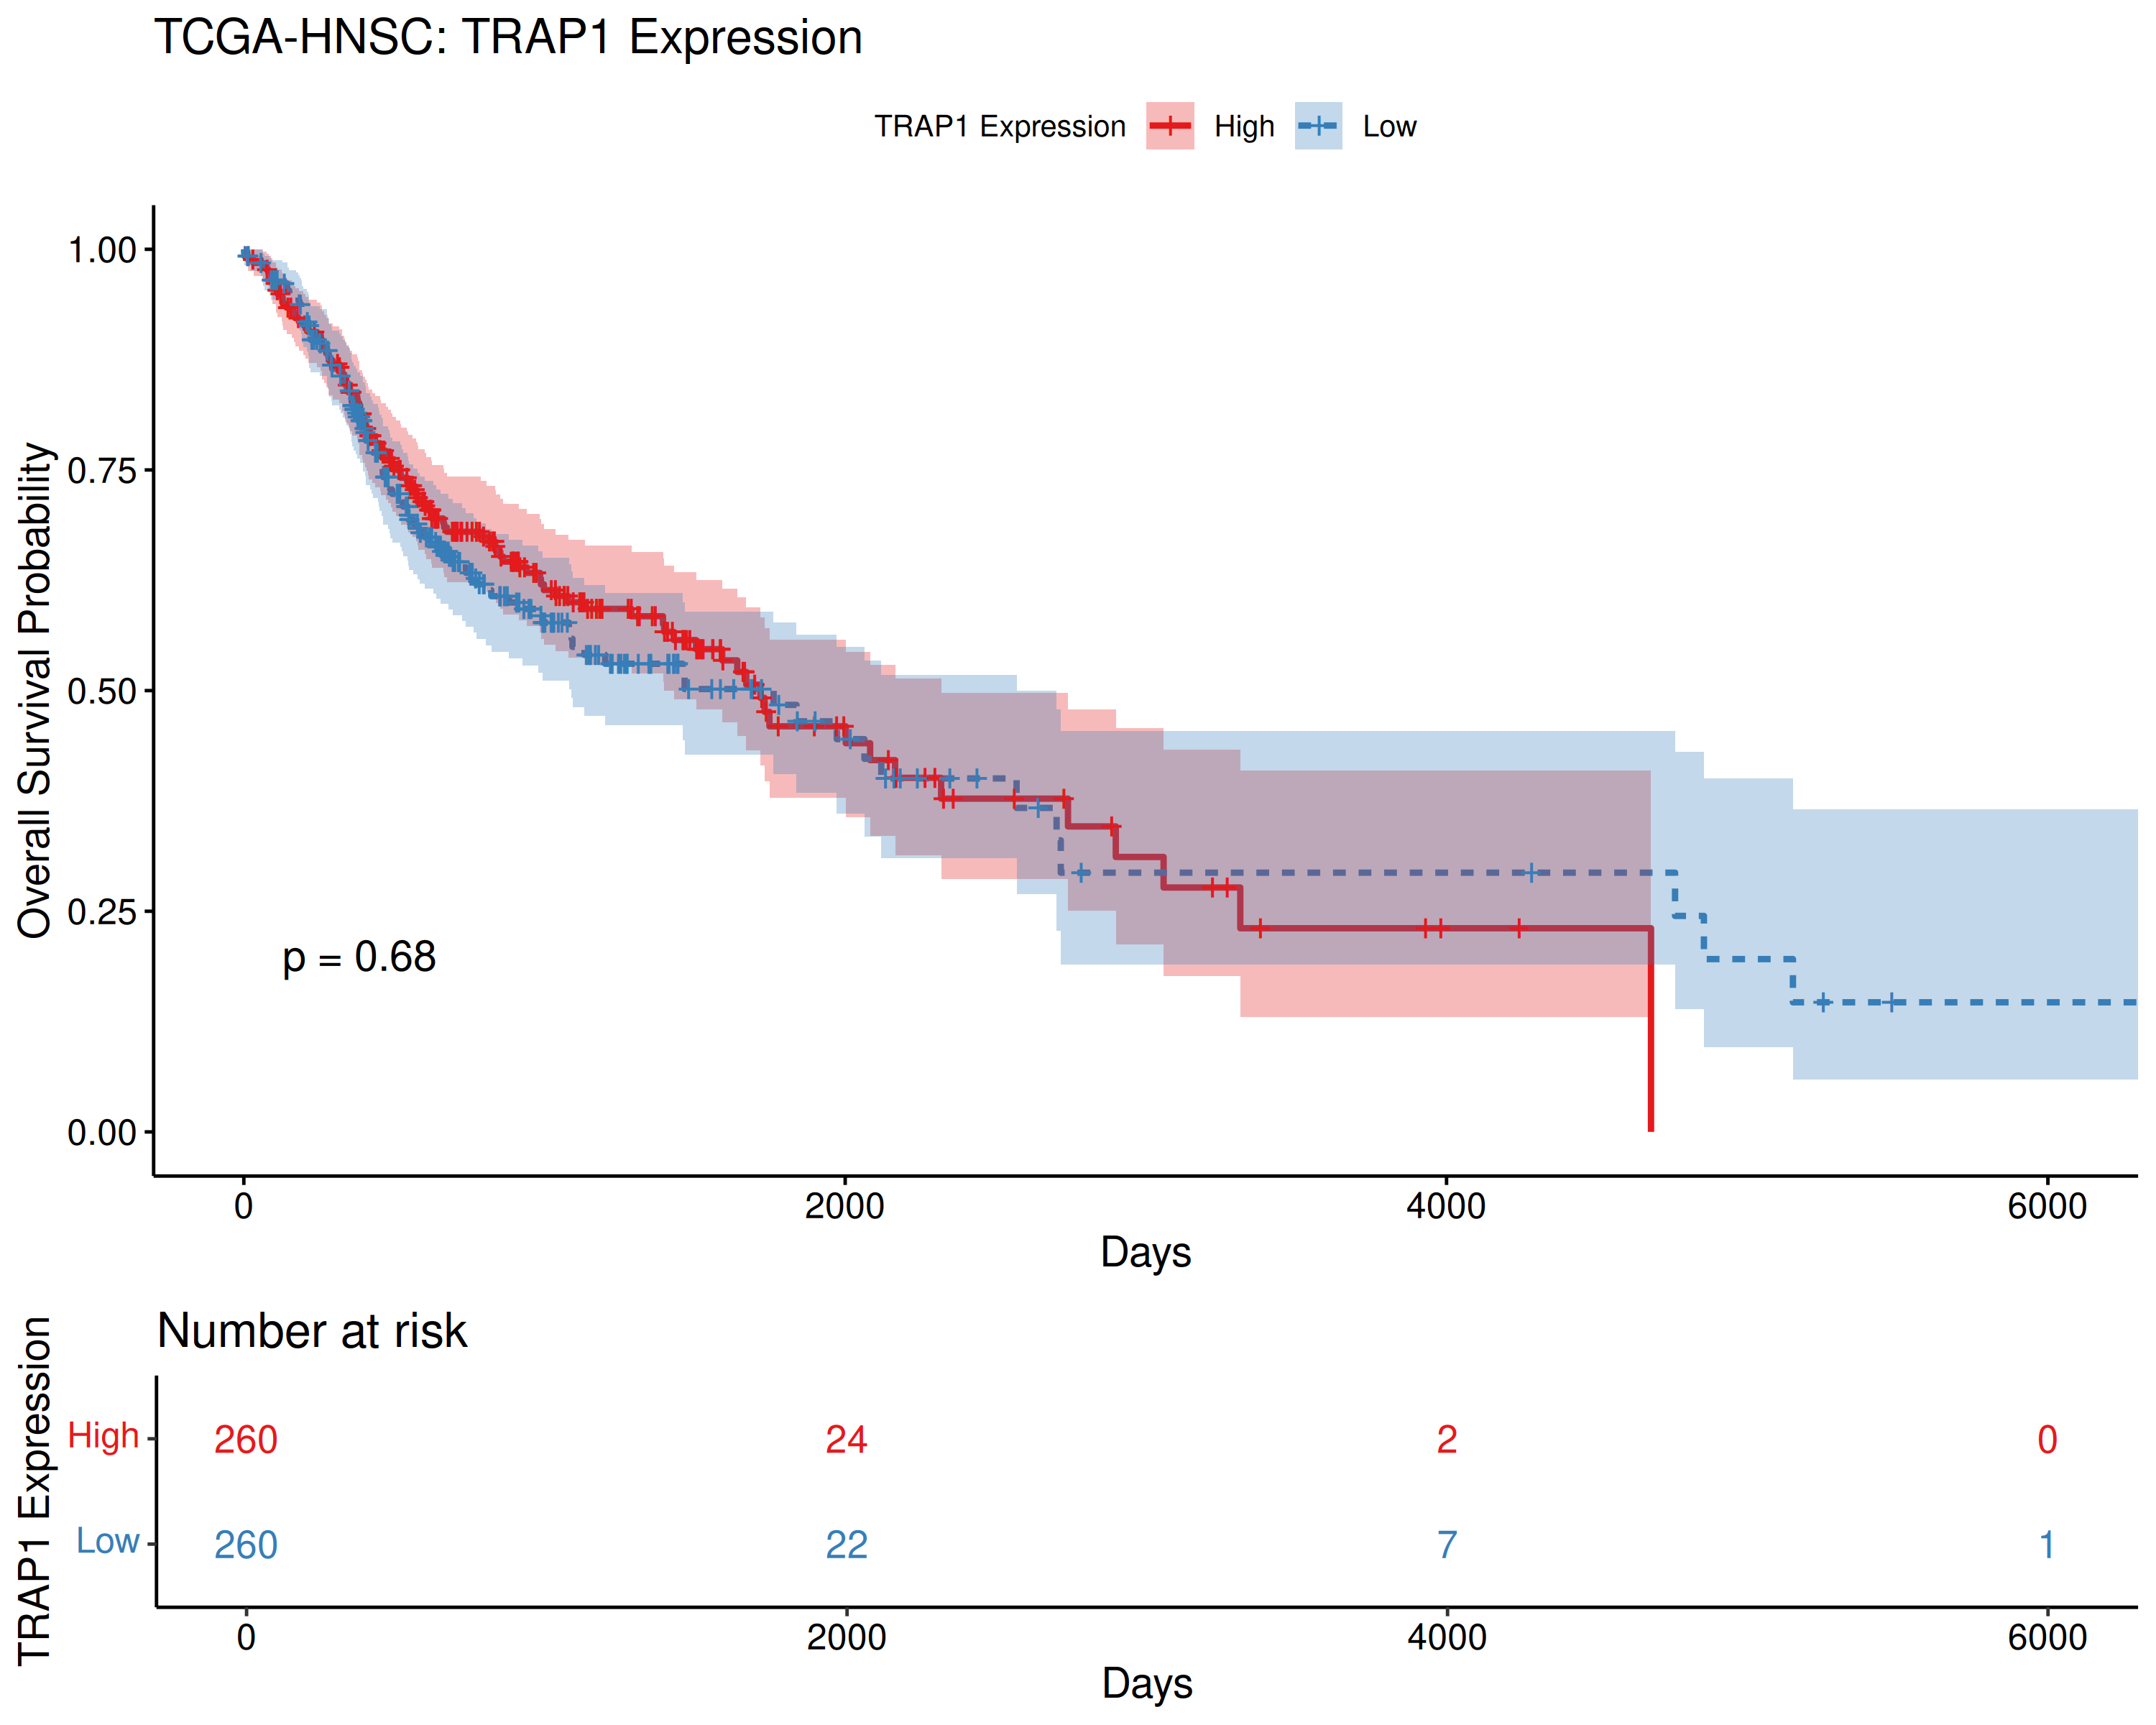 TCGA-HNSC: TRAP1 Expression
TRAP1 Expression High Low
Overall Survival Probability
1.00
0.75
0.50
0.25
0.00
p = 0.68
0 2000 4000 6000
Days
Number at risk
TRAP1 Expression
High 260 24 2 0
Low 260 22 7 1
0 2000 4000 6000
Days